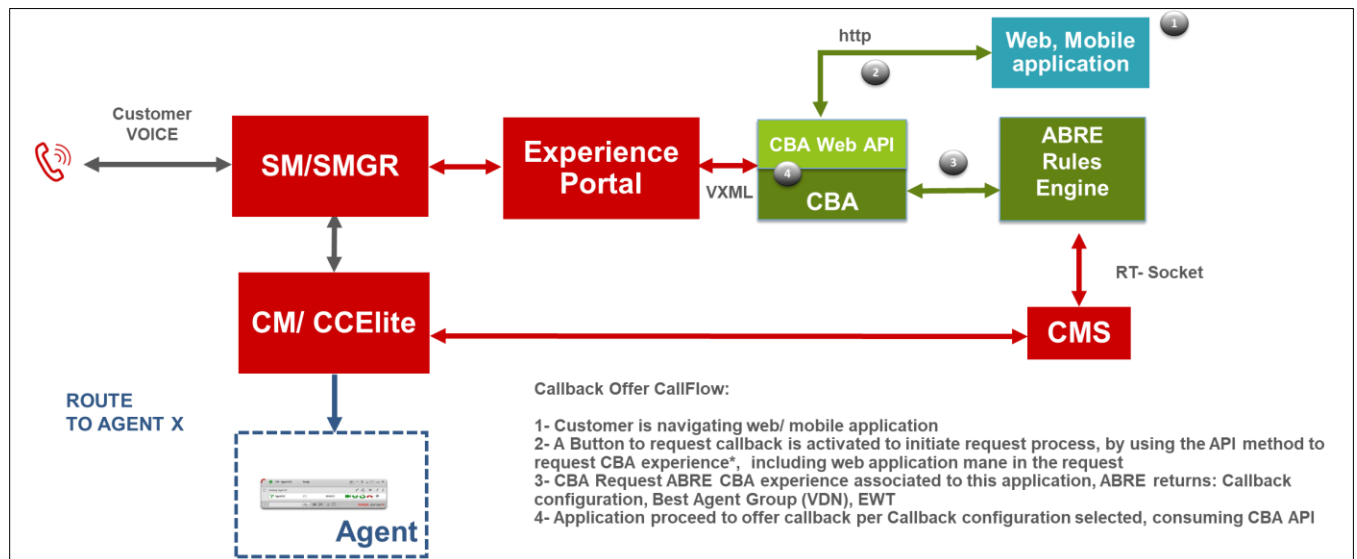 1
http
Web, Mobile
application
2
Customer
VOICE
SM/SMGR
Experience
Portal
VXML
CBA Web API
4
CBA
3
ABRE
Rules
Engine
RT- Socket
CM/ CCElite
CMS
ROUTE
TO AGENT X
Agent
Callback Offer CallFlow:
1- Customer is navigating web/ mobile application
2- A Button to request callback is activated to initiate request process, by using the API method to
request CBA experience*, including web application mane in the request
3- CBA Request ABRE CBA experience associated to this application, ABRE returns: Callback
configuration, Best Agent Group (VDN), EWT
4- Application proceed to offer callback per Callback configuration selected, consuming CBA API